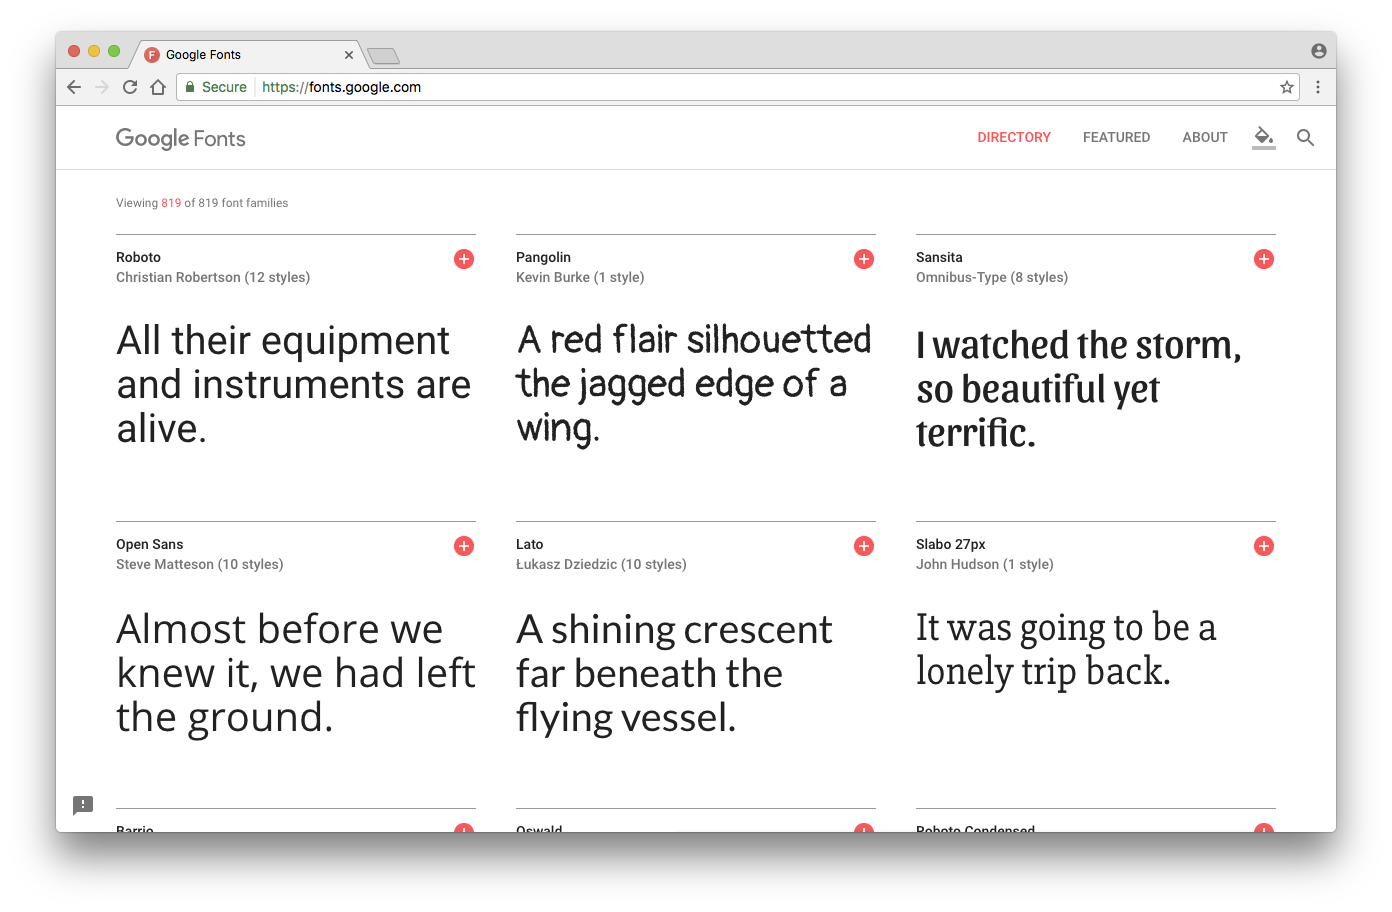 Google Fonts
Secure https://fonts.google.com
Google Fonts
DIRECTORY FEATURED ABOUT
Viewing 819 of 819 font families
Roboto
Christian Robertson (12 styles)
All their equipment
and instruments are
alive.
Pangolin
Kevin Burke (1 style)
A red flair silhouetted
the jagged edge of a
wing.
Sansita
Omnibus-Type (8 styles)
I watched the storm,
so beautiful yet
terrific.
Open Sans
Steve Matteson (10 styles)
Almost before we
knew it, we had left
the ground.
Lato
Łukasz Dziedzic (10 styles)
A shining crescent
far beneath the
flying vessel.
Slabo 27px
John Hudson (1 style)
It was going to be a
lonely trip back.
Barrio
Oswald
Roboto Condensed